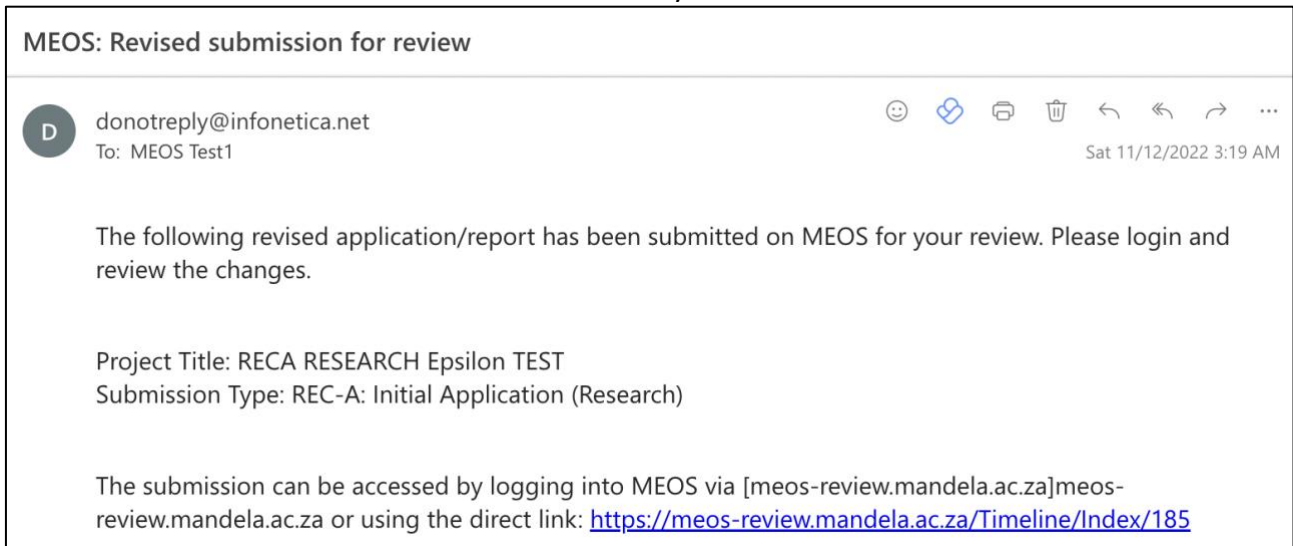 MEOS: Revised submission for review
D
donotreply@infonetica.net
To: MEOS Test1
Sat 11/12/2022 3:19 AM
The following revised application/report has been submitted on MEOS for your review. Please login and
review the changes.
Project Title: RECA RESEARCH Epsilon TEST
Submission Type: REC-A: Initial Application (Research)
The submission can be accessed by logging into MEOS via [meos-review.mandela.ac.za]meos-
review.mandela.ac.za or using the direct link: https://meos-review.mandela.ac.za/Timeline/Index/185